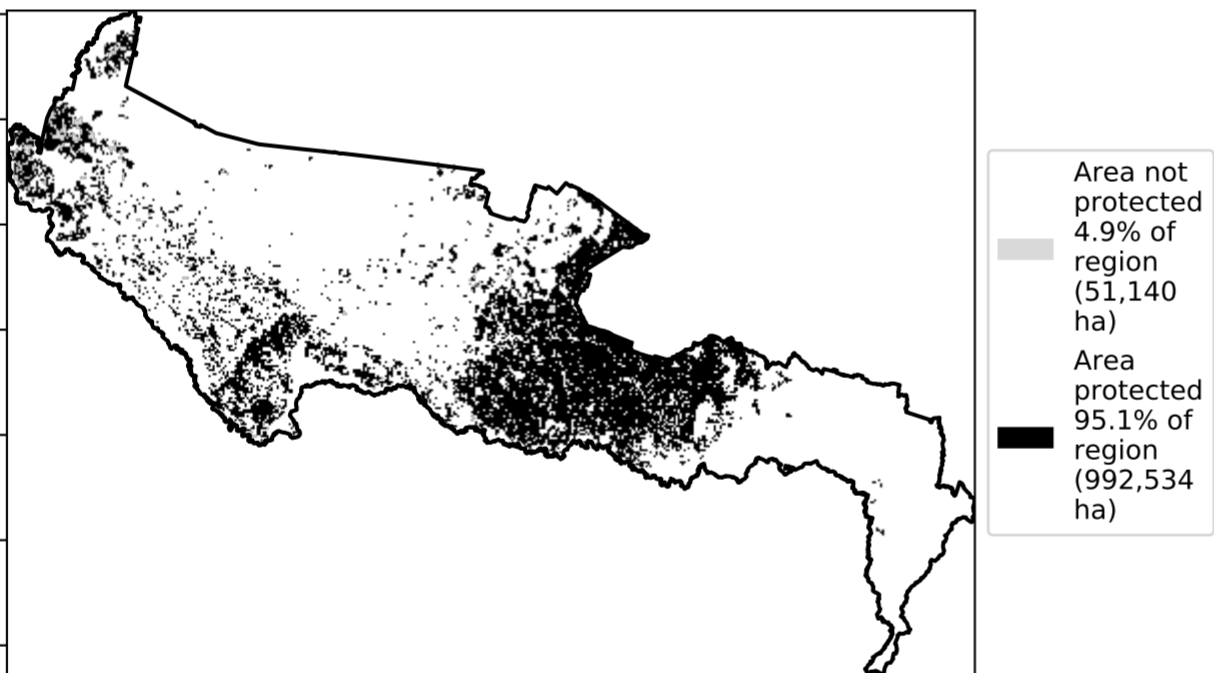 Area not
protected
4.9% of
region
(51,140
ha)
Area
protected
95.1% of
region
(992,534
ha)